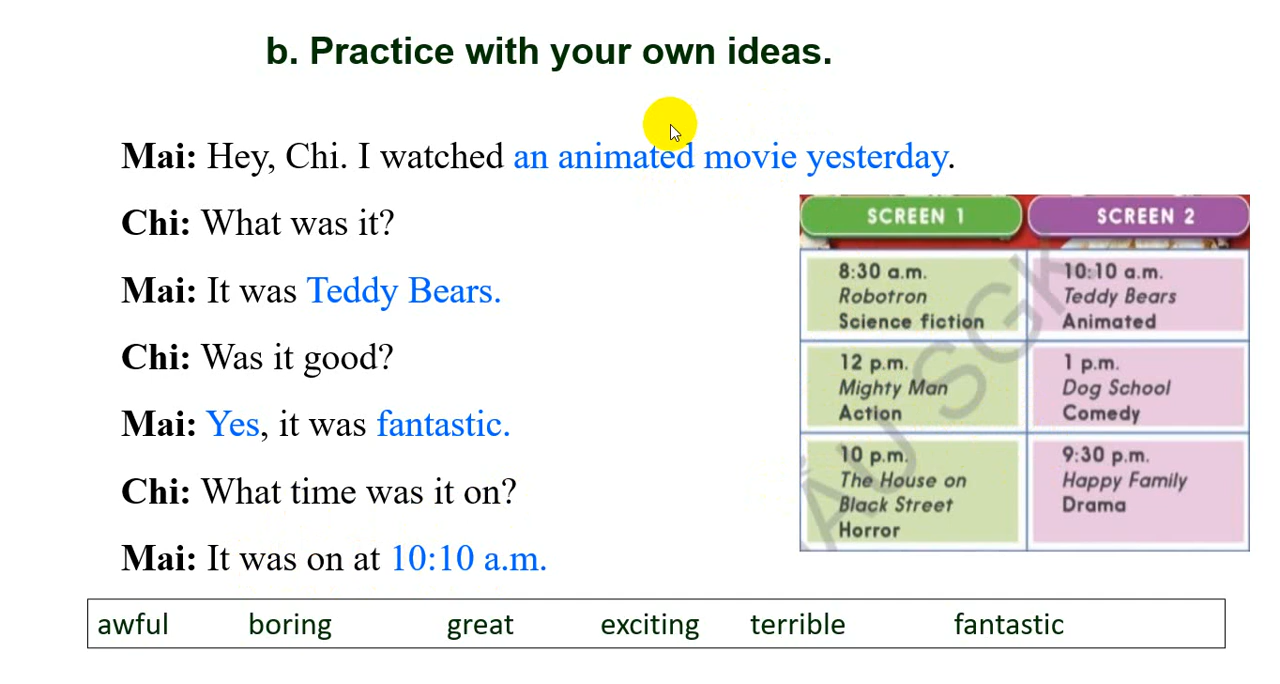 b. Practice with your own ideas.
Mai: Hey, Chi. I watched an animated movie yesterday.
Chi: What was it?
Mai: It was Teddy Bears.
Chi: Was it good?
Mai: Yes, it was fantastic.
Chi: What time was it on?
Mai: It was on at 10:10 a.m.
SCREEN 1
8:30 a.m.
Robotron
Science fiction
12 p.m.
Mighty Man
Action
10 p.m.
The House on
Black Street
Horror
SCREEN 2
10:10 a.m.
Teddy Bears
Animated
1 p.m.
Dog School
Comedy
9:30 p.m.
Happy Family
Drama
ẪU SGK
awful boring great exciting terrible fantastic